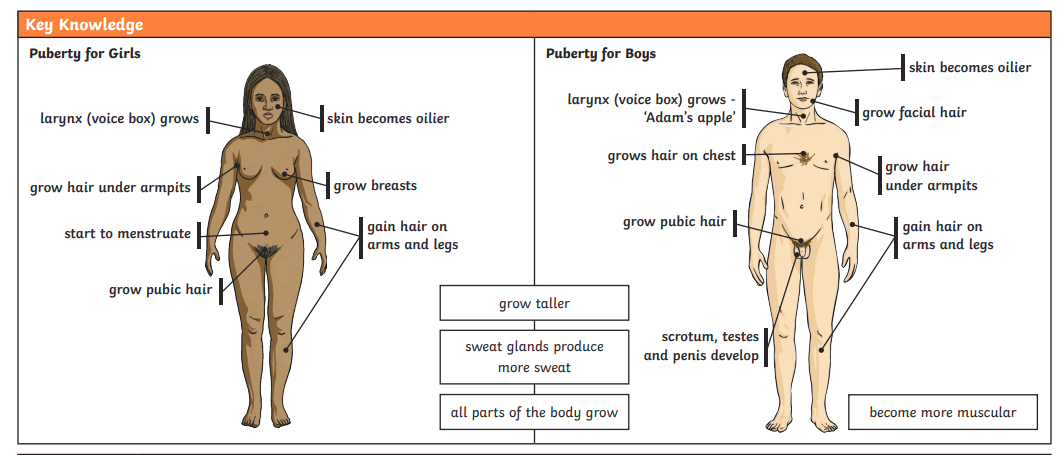 Key Knowledge
Puberty for Girls
larynx (voice box) grows
skin becomes oilier
grow hair under armpits
grow breasts
start to menstruate
gain hair on
arms and legs
grow pubic hair
grow taller
sweat glands produce
more sweat
all parts of the body grow
Puberty for Boys
skin becomes oilier
larynx (voice box) grows -
‘Adam’s apple’
grow facial hair
grows hair on chest
grow hair
under armpits
grow pubic hair
gain hair on
arms and legs
scrotum, testes
and penis develop
become more muscular